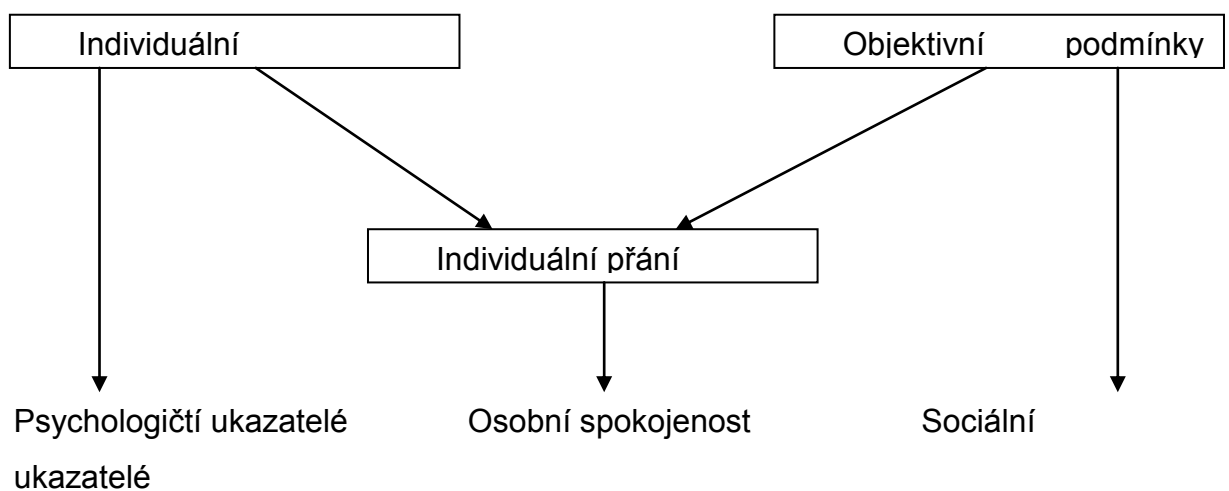 Individuální
Objektivní podmínky
Individuální přání
Psychologičtí ukazatelé Osobní spokojenost Sociální
ukazatelé